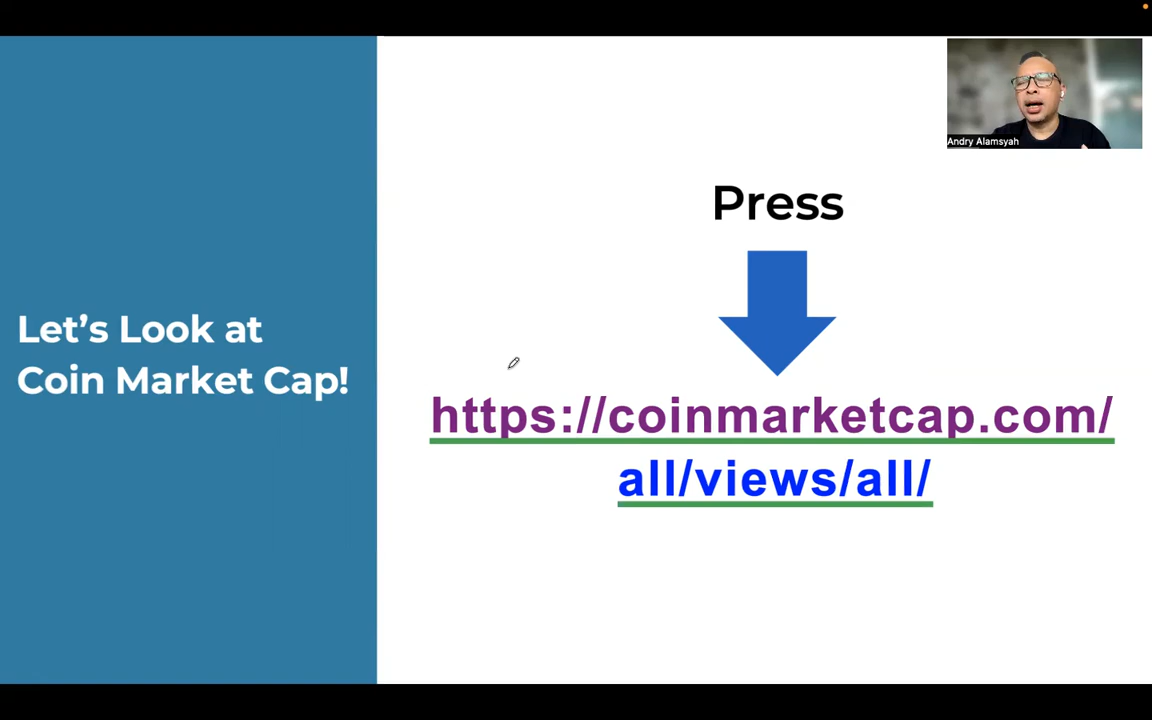 Andry Alamsyah
Press
Let's Look at
Coin Market Cap!
https://coinmarketcap.com/
all/views/all/